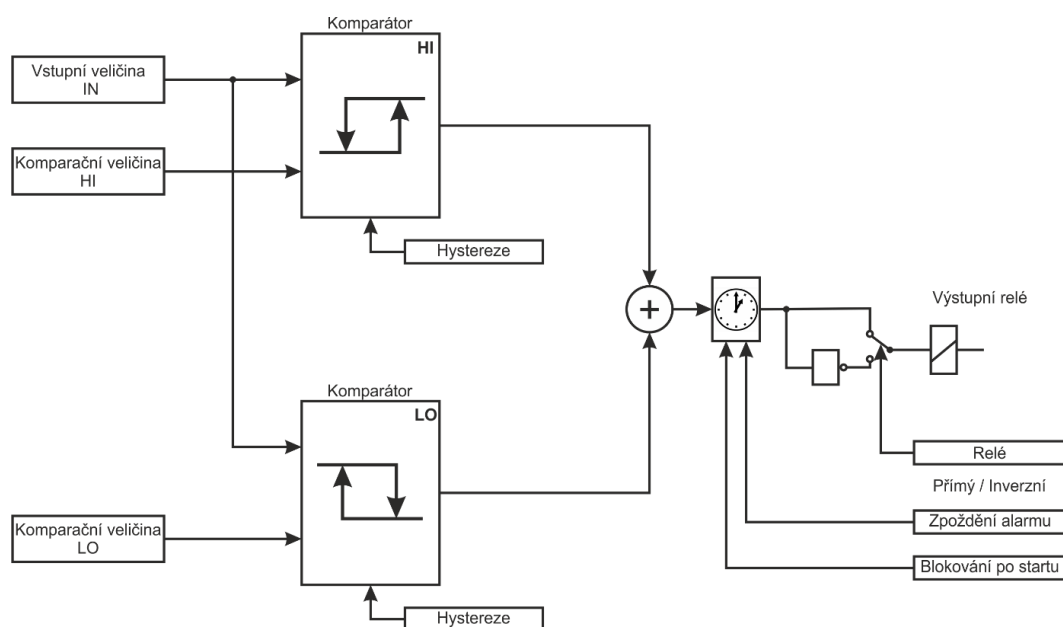 Komparátor
HI
Vstupní veličina
IN
Komparační veličina
HI
Hystereze
+
Výstupní relé
Komparátor
LO
Relé
Přímý / Inverzní
Komparační veličina
LO
Zpoždění alarmu
Blokování po startu
Hystereze